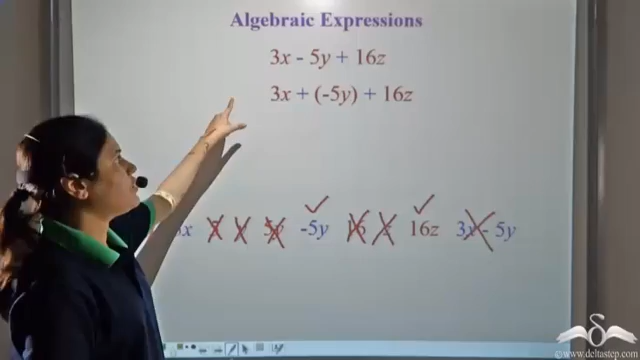 Algebraic Expressions
3x - 5y + 16z
3x + (-5y) + 16z
x y -5y 16z 3x - 5y
© www.deltastep.com